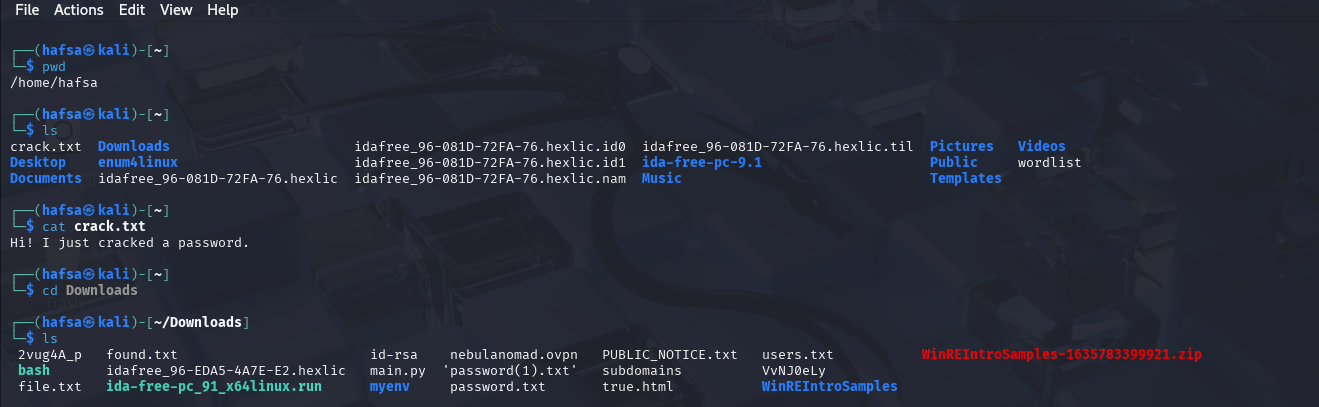 File Actions Edit View Help
┌──(hafsa㉿kali)-[~]
└─$ pwd
/home/hafsa
┌──(hafsa㉿kali)-[~]
└─$ ls
crack.txt Downloads idafree_96-081D-72FA-76.hexlic.id0 idafree_96-081D-72FA-76.hexlic.til Pictures Videos
Desktop enum4linux idafree_96-081D-72FA-76.hexlic.id1 ida-free-pc-9.1 Public wordlist
Documents idafree_96-081D-72FA-76.hexlic idafree_96-081D-72FA-76.hexlic.nam Music Templates
┌──(hafsa㉿kali)-[~]
└─$ cat crack.txt
Hi! I just cracked a password.
┌──(hafsa㉿kali)-[~]
└─$ cd Downloads
┌──(hafsa㉿kali)-[~/Downloads]
└─$ ls
2vug4A_p found.txt id-rsa nebulanomad.ovpn PUBLIC_NOTICE.txt users.txt WinREIntroSamples-1635783399921.zip
bash idafree_96-EDA5-4A7E-E2.hexlic main.py 'password(1).txt' subdomains VvNJ0eLy
file.txt ida-free-pc_91_x64linux.run myenv password.txt true.html WinREIntroSamples